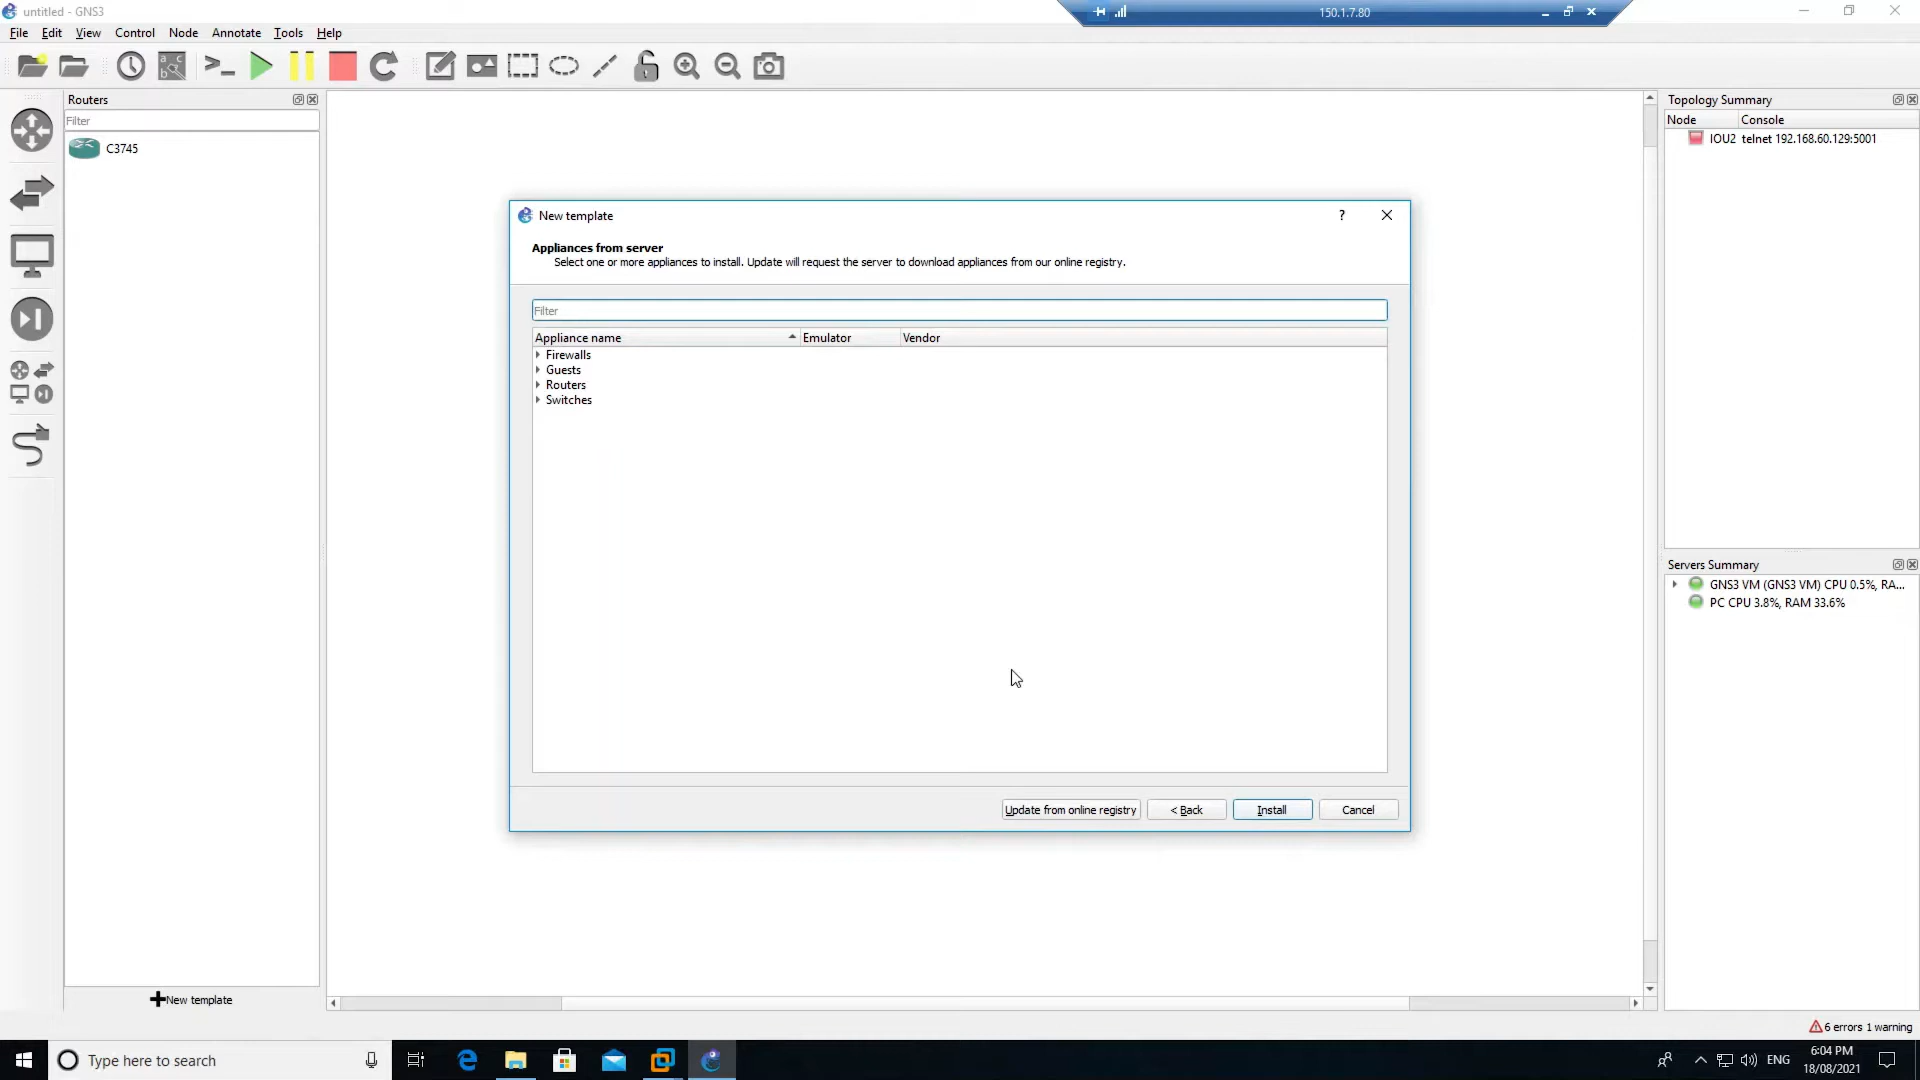 untitled - GNS3
150.1.7.80
File Edit View Control Node Annotate Tools Help
Routers
Filter
C3745
New template
Topology Summary
Node Console
IOU2 telnet 192.168.60.129:5001
Servers Summary
GNS3 VM (GNS3 VM) CPU 0.5%, RA...
PC CPU 3.8%, RAM 33.6%
New template
?
Appliances from server
Select one or more appliances to install. Update will request the server to download appliances from our online registry.
Filter
Appliance name Emulator Vendor
Firewalls
Guests
Routers
Switches
Update from online registry < Back Install Cancel
6 errors 1 warning
Type here to search
ENG
6:04 PM
18/08/2021